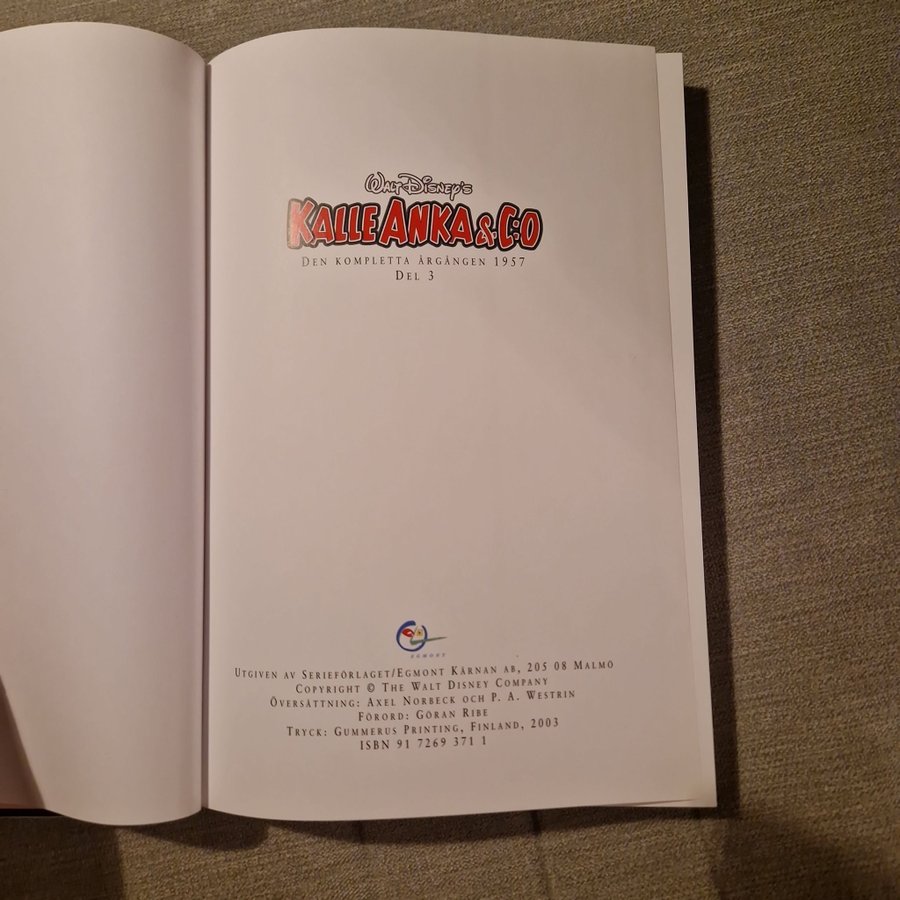 Walt Disney's
KALLE ANKA & C:O
DEN KOMPLETTA ÅRGÅNGEN 1957
DEL 3
EGMONT
UTGIVEN AV SERIEFÖRLAGET/EGMONT KÄRNAN AB, 205 08 MALMÖ
COPYRIGHT © THE WALT DISNEY COMPANY
ÖVERSÄTTNING: AXEL NORBECK OCH P. A. WESTRIN
FÖRORD: GÖRAN RIBE
TRYCK: GUMMERUS PRINTING, FINLAND, 2003
ISBN 91 7269 371 1